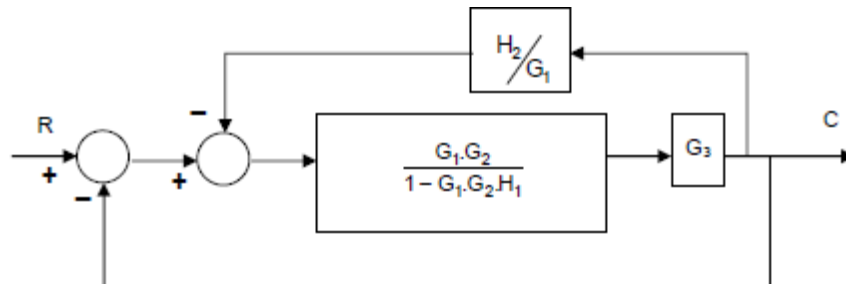 H₂/G₁
−
R
C
G₁.G₂
G₃
1 − G₁.G₂.H₁
+
−
+